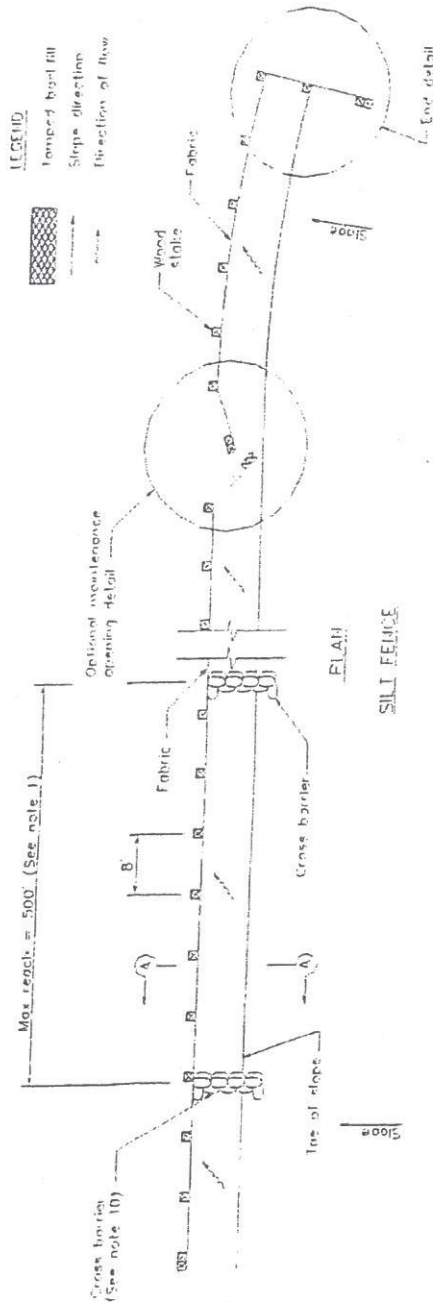 LEGEND
Tamped backfill
Slope direction
Direction of flow
Max reach = 500' (See note 1)
Optional maintenance
opening detail
Wood
stake
Fabric
Cross barrier
(See note 10)
8'
Fabric
A
A
Toe of slope
Cross barrier
Slope
Slope
End detail
PLAN
SILT FENCE